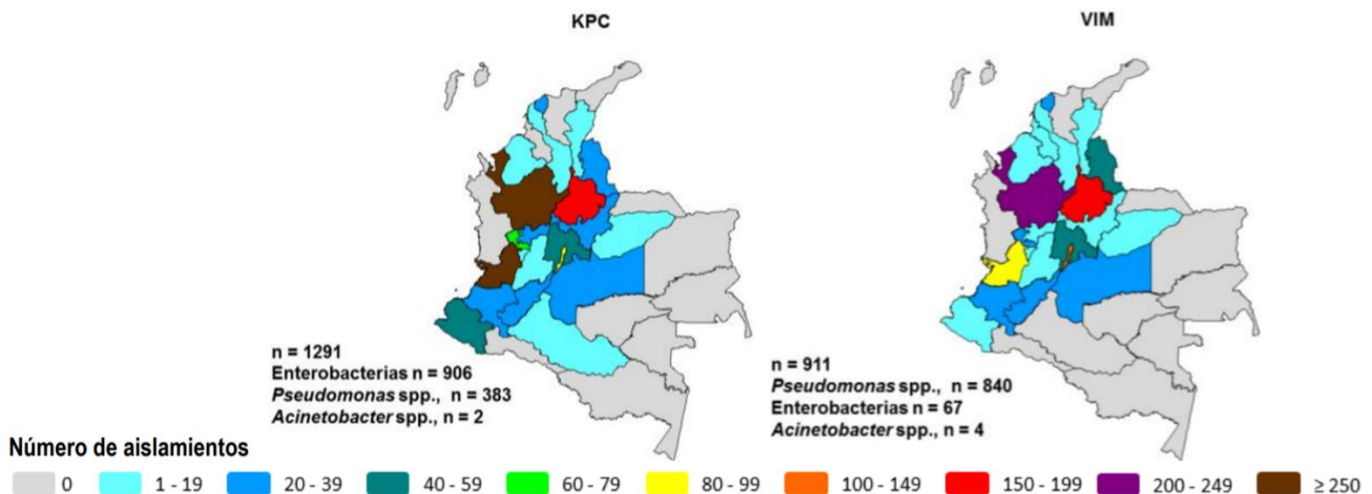 KPC
VIM
n = 1291
Enterobacterias n = 906
Pseudomonas spp., n = 383
Acinetobacter spp., n = 2
n = 911
Pseudomonas spp., n = 840
Enterobacterias n = 67
Acinetobacter spp., n = 4
Número de aislamientos
0 1 - 19 20 - 39 40 - 59 60 - 79 80 - 99 100 - 149 150 - 199 200 - 249 ≥ 250